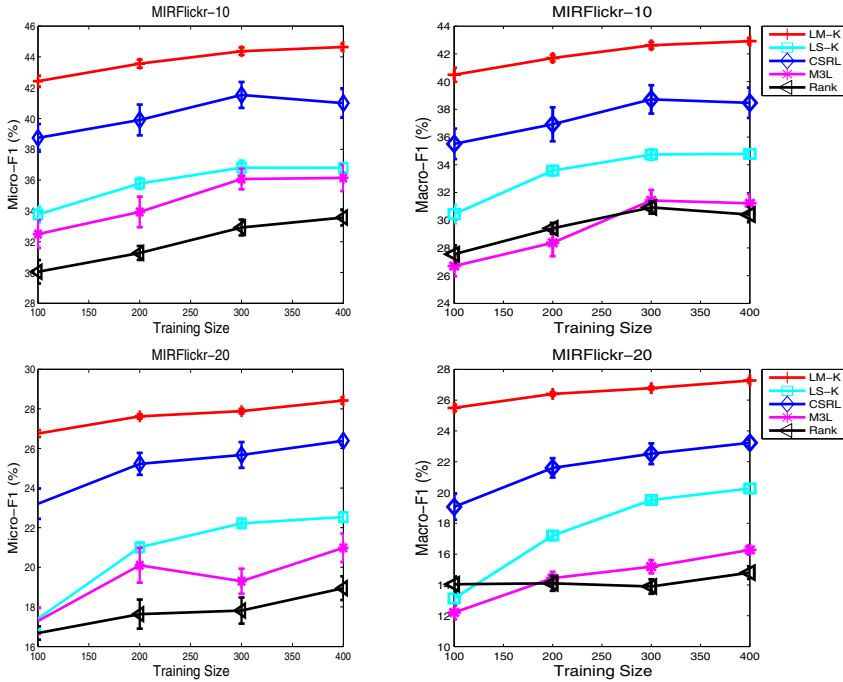 MIRFlickr−10
46
44
42
40
38
36
34
32
30
28
Micro−F1 (%)
100 150 200 250 300 350 400
Training Size
MIRFlickr−10
44
42
40
38
36
34
32
30
28
26
24
Macro−F1 (%)
100 150 200 250 300 350 400
Training Size
LM−K
LS−K
CSRL
M3L
Rank
MIRFlickr−20
30
28
26
24
22
20
18
16
Micro−F1 (%)
100 150 200 250 300 350 400
Training Size
MIRFlickr−20
28
26
24
22
20
18
16
14
12
10
Macro−F1 (%)
100 150 200 250 300 350 400
Training Size
LM−K
LS−K
CSRL
M3L
Rank